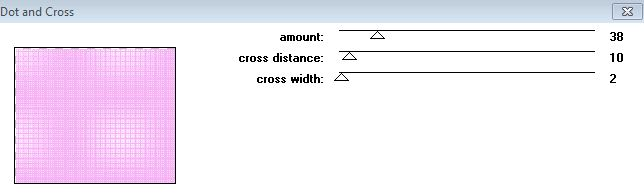 Dot and Cross
amount: 38
cross distance: 10
cross width: 2